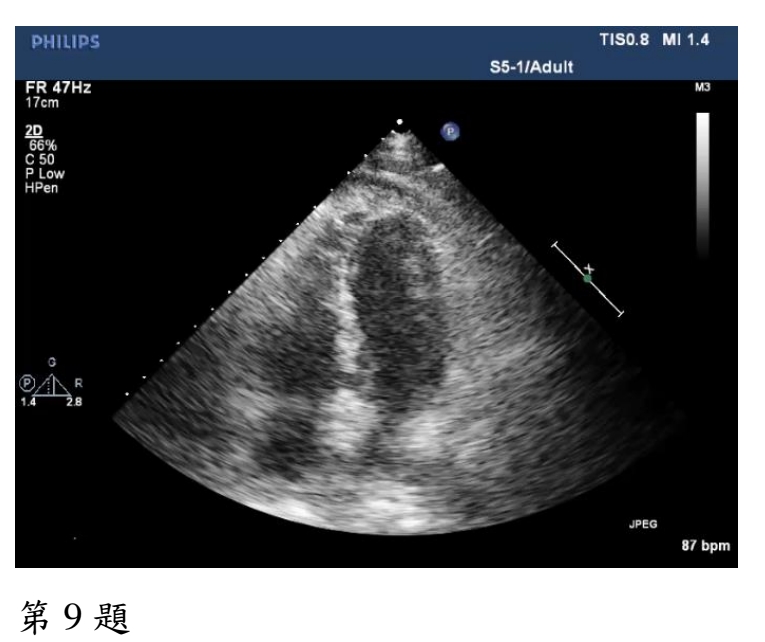 PHILIPS
TIS0.8 MI 1.4
S5-1/Adult
FR 47Hz
17cm
M3
2D
66%
C 50
P Low
HPen
P
X
G
P R
1.4 2.8
JPEG
87 bpm
第 9 題